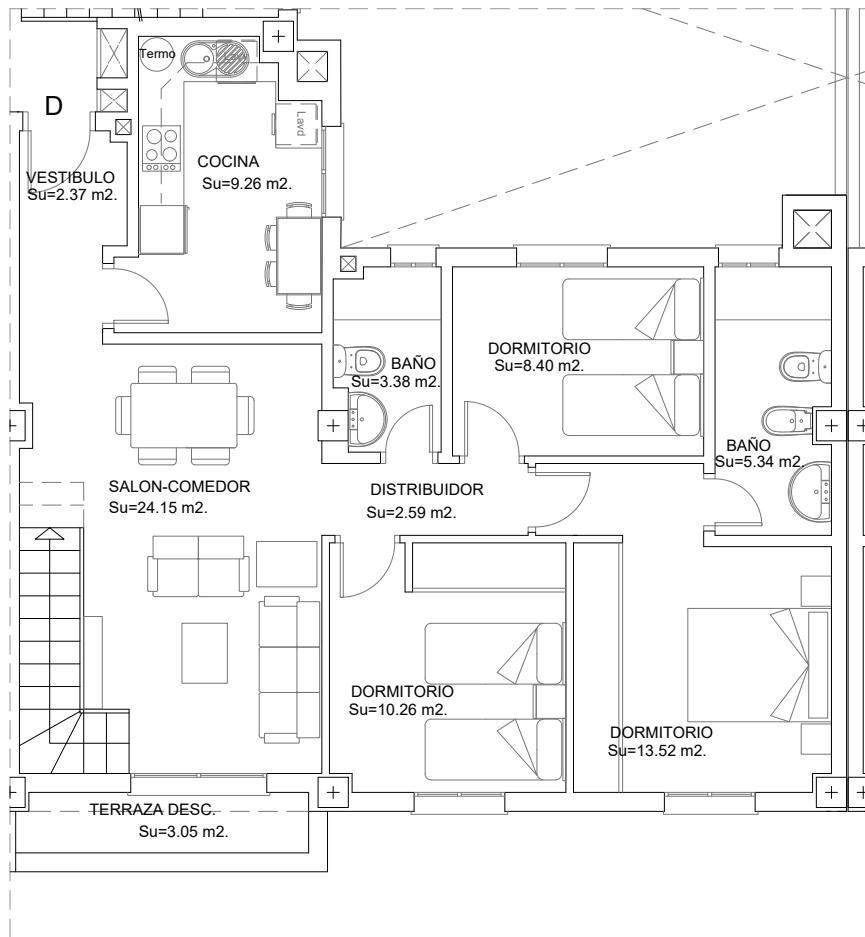 Termo
Lav
D
Lavd
COCINA
Su=9.26 m2.
VESTIBULO
Su=2.37 m2.
DORMITORIO
Su=8.40 m2.
BAÑO
Su=3.38 m2.
BAÑO
Su=5.34 m2.
SALON-COMEDOR
Su=24.15 m2.
DISTRIBUIDOR
Su=2.59 m2.
DORMITORIO
Su=10.26 m2.
DORMITORIO
Su=13.52 m2.
TERRAZA DESC.
Su=3.05 m2.